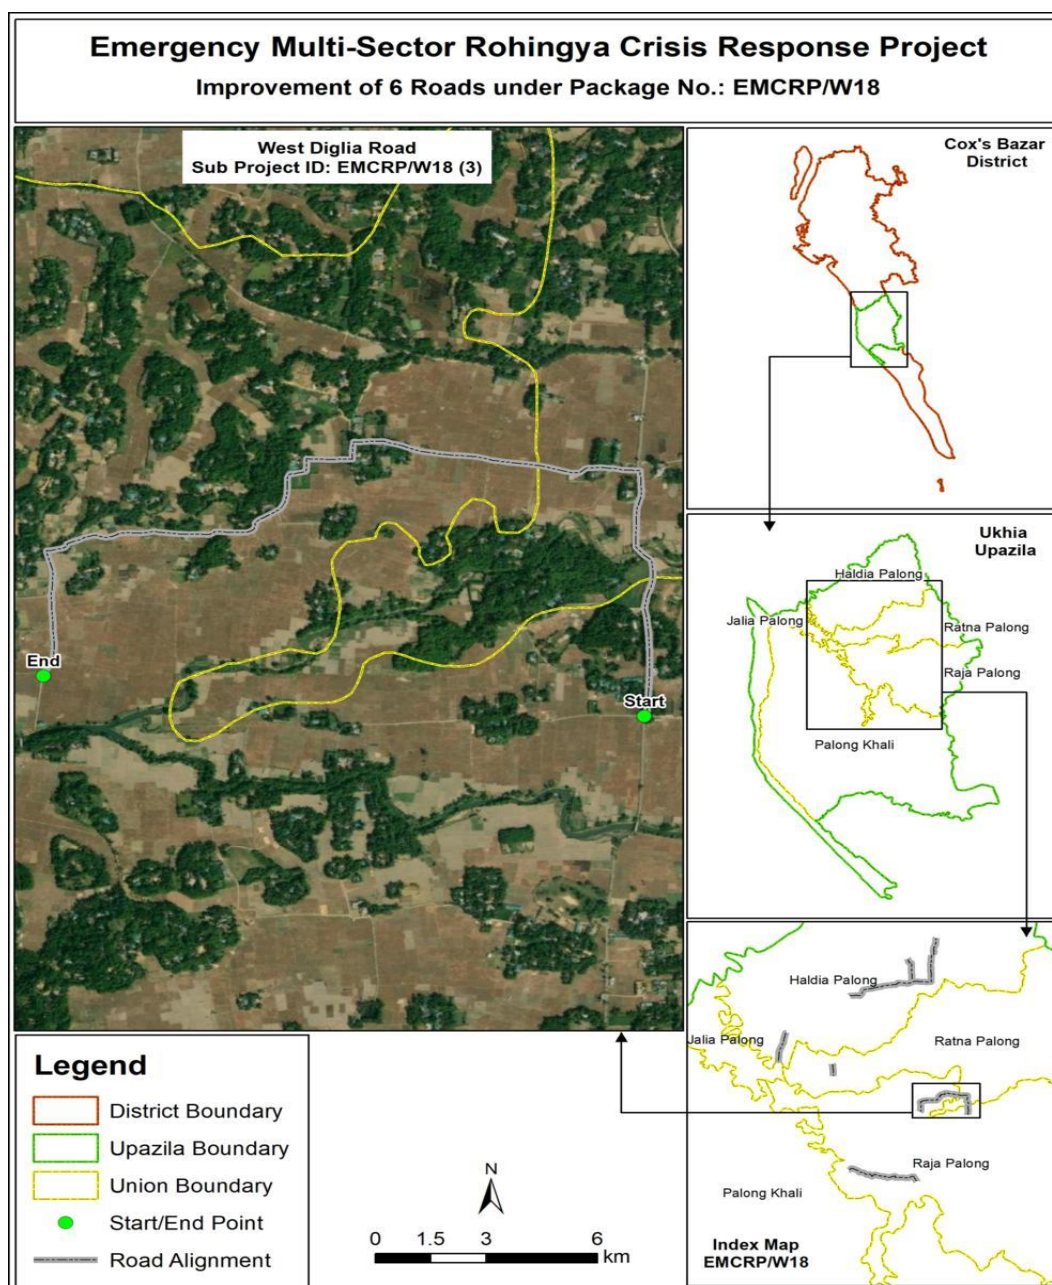 Emergency Multi-Sector Rohingya Crisis Response Project
Improvement of 6 Roads under Package No.: EMCRP/W18
West Diglia Road
Sub Project ID: EMCRP/W18 (3)
End
Start
Cox's Bazar
District
Ukhia
Upazila
Haldia Palong
Jalia Palong
Ratna Palong
Raja Palong
Palong Khali
Haldia Palong
Jalia Palong
Ratna Palong
Raja Palong
Palong Khali
Index Map
EMCRP/W18
Legend
District Boundary
Upazila Boundary
Union Boundary
Start/End Point
Road Alignment
N
0 1.5 3 6
km